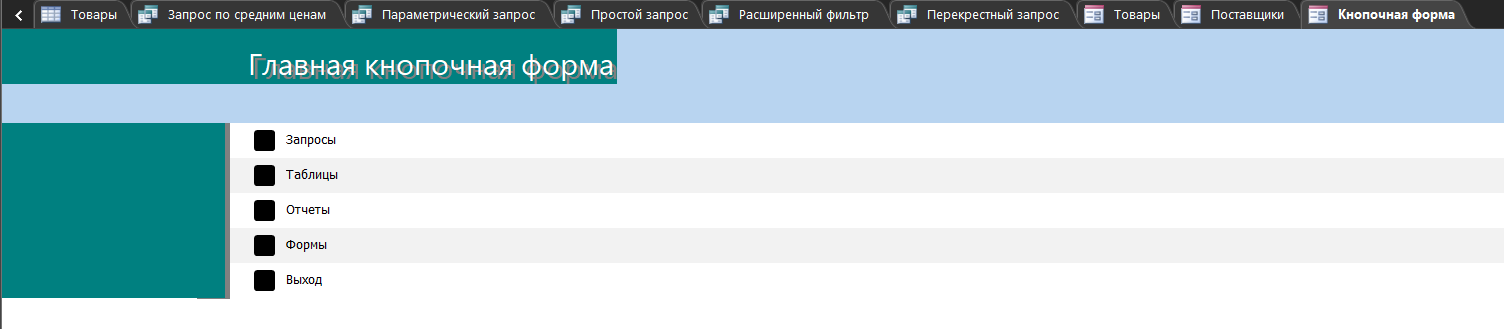 Товары Запрос по средним ценам Параметрический запрос Простой запрос Расширенный фильтр Перекрестный запрос Товары Поставщики Кнопочная форма
Главная кнопочная форма
Запросы
Таблицы
Отчеты
Формы
Выход